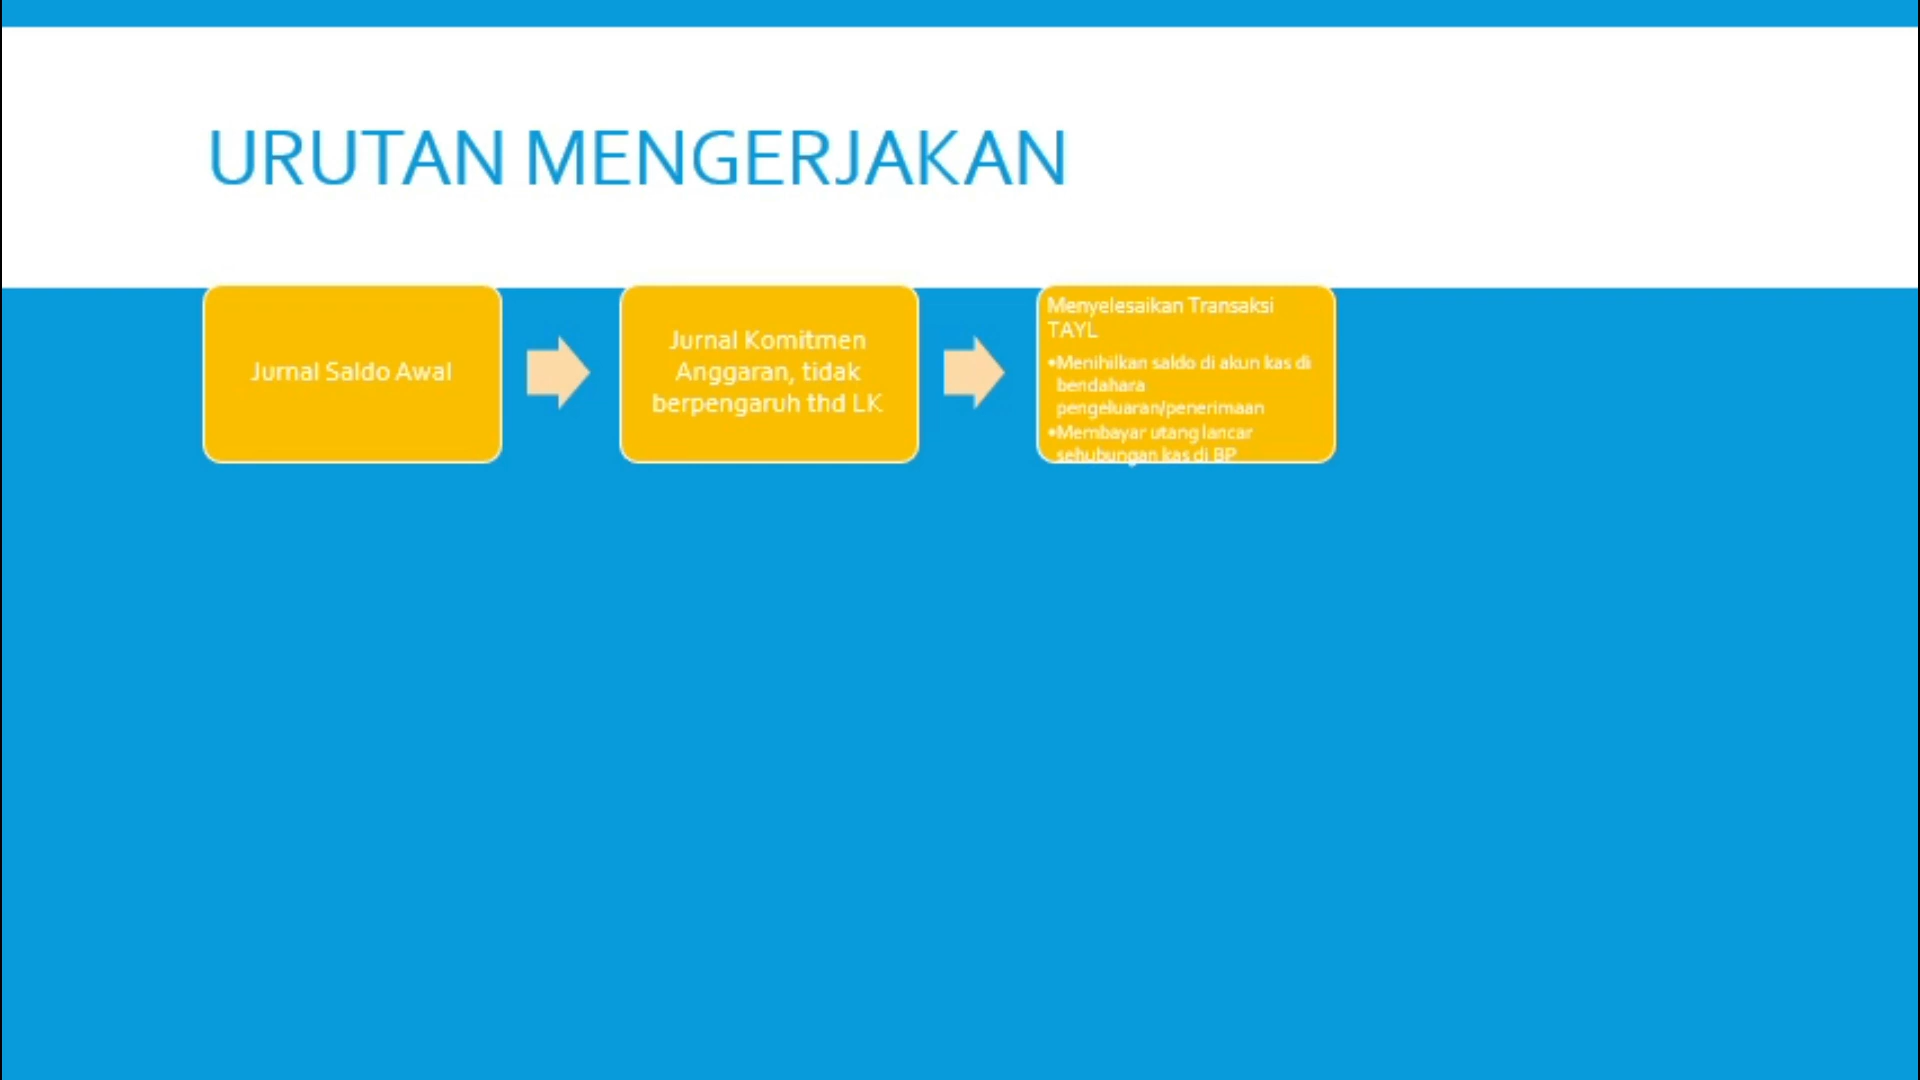 URUTAN MENGERJAKAN
Jurnal Saldo Awal
Jurnal Komitmen
Anggaran, tidak
berpengaruh thd LK
Menyelesaikan Transaksi
TAYL
•Menihilkan saldo di akun kas di
bendahara
pengeluaran/penerimaan
•Membayar utang lancar
sehubungan kas di BP